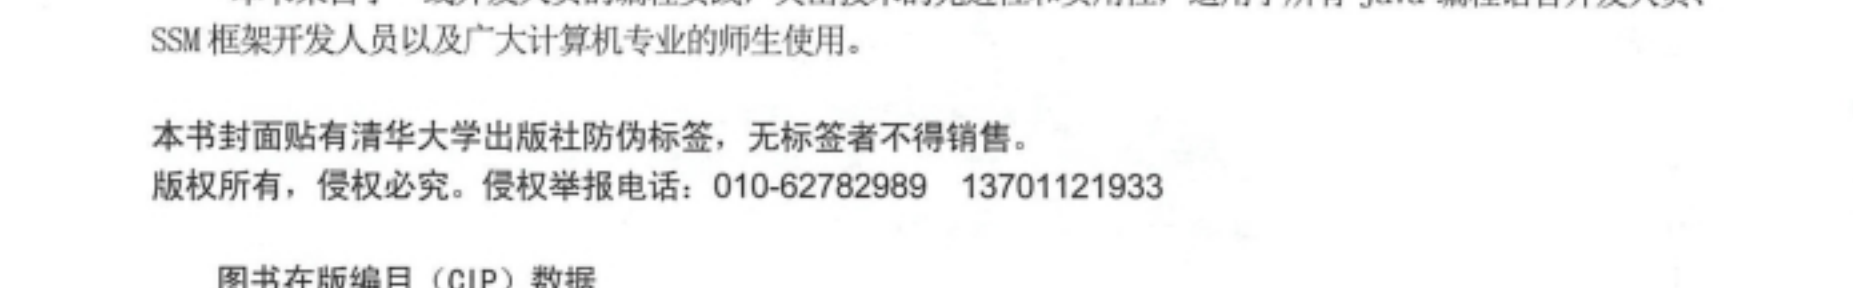 SSM 框架开发人员以及广大计算机专业的师生使用。
本书封面贴有清华大学出版社防伪标签，无标签者不得销售。
版权所有，侵权必究。侵权举报电话：010-62782989 13701121933
图书在版编目（CIP）数据